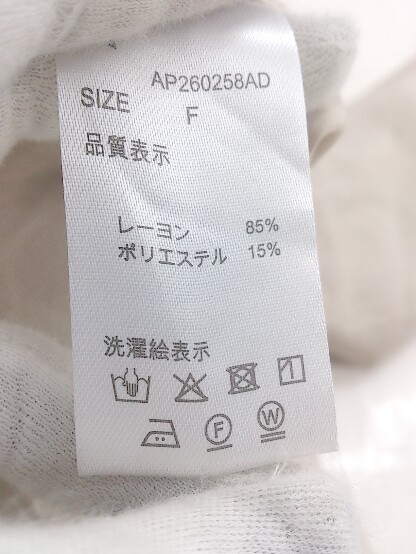 AP260258AD
SIZE F
品質表示
レーヨン 85%
ポリエステル 15%
洗濯絵表示
F W